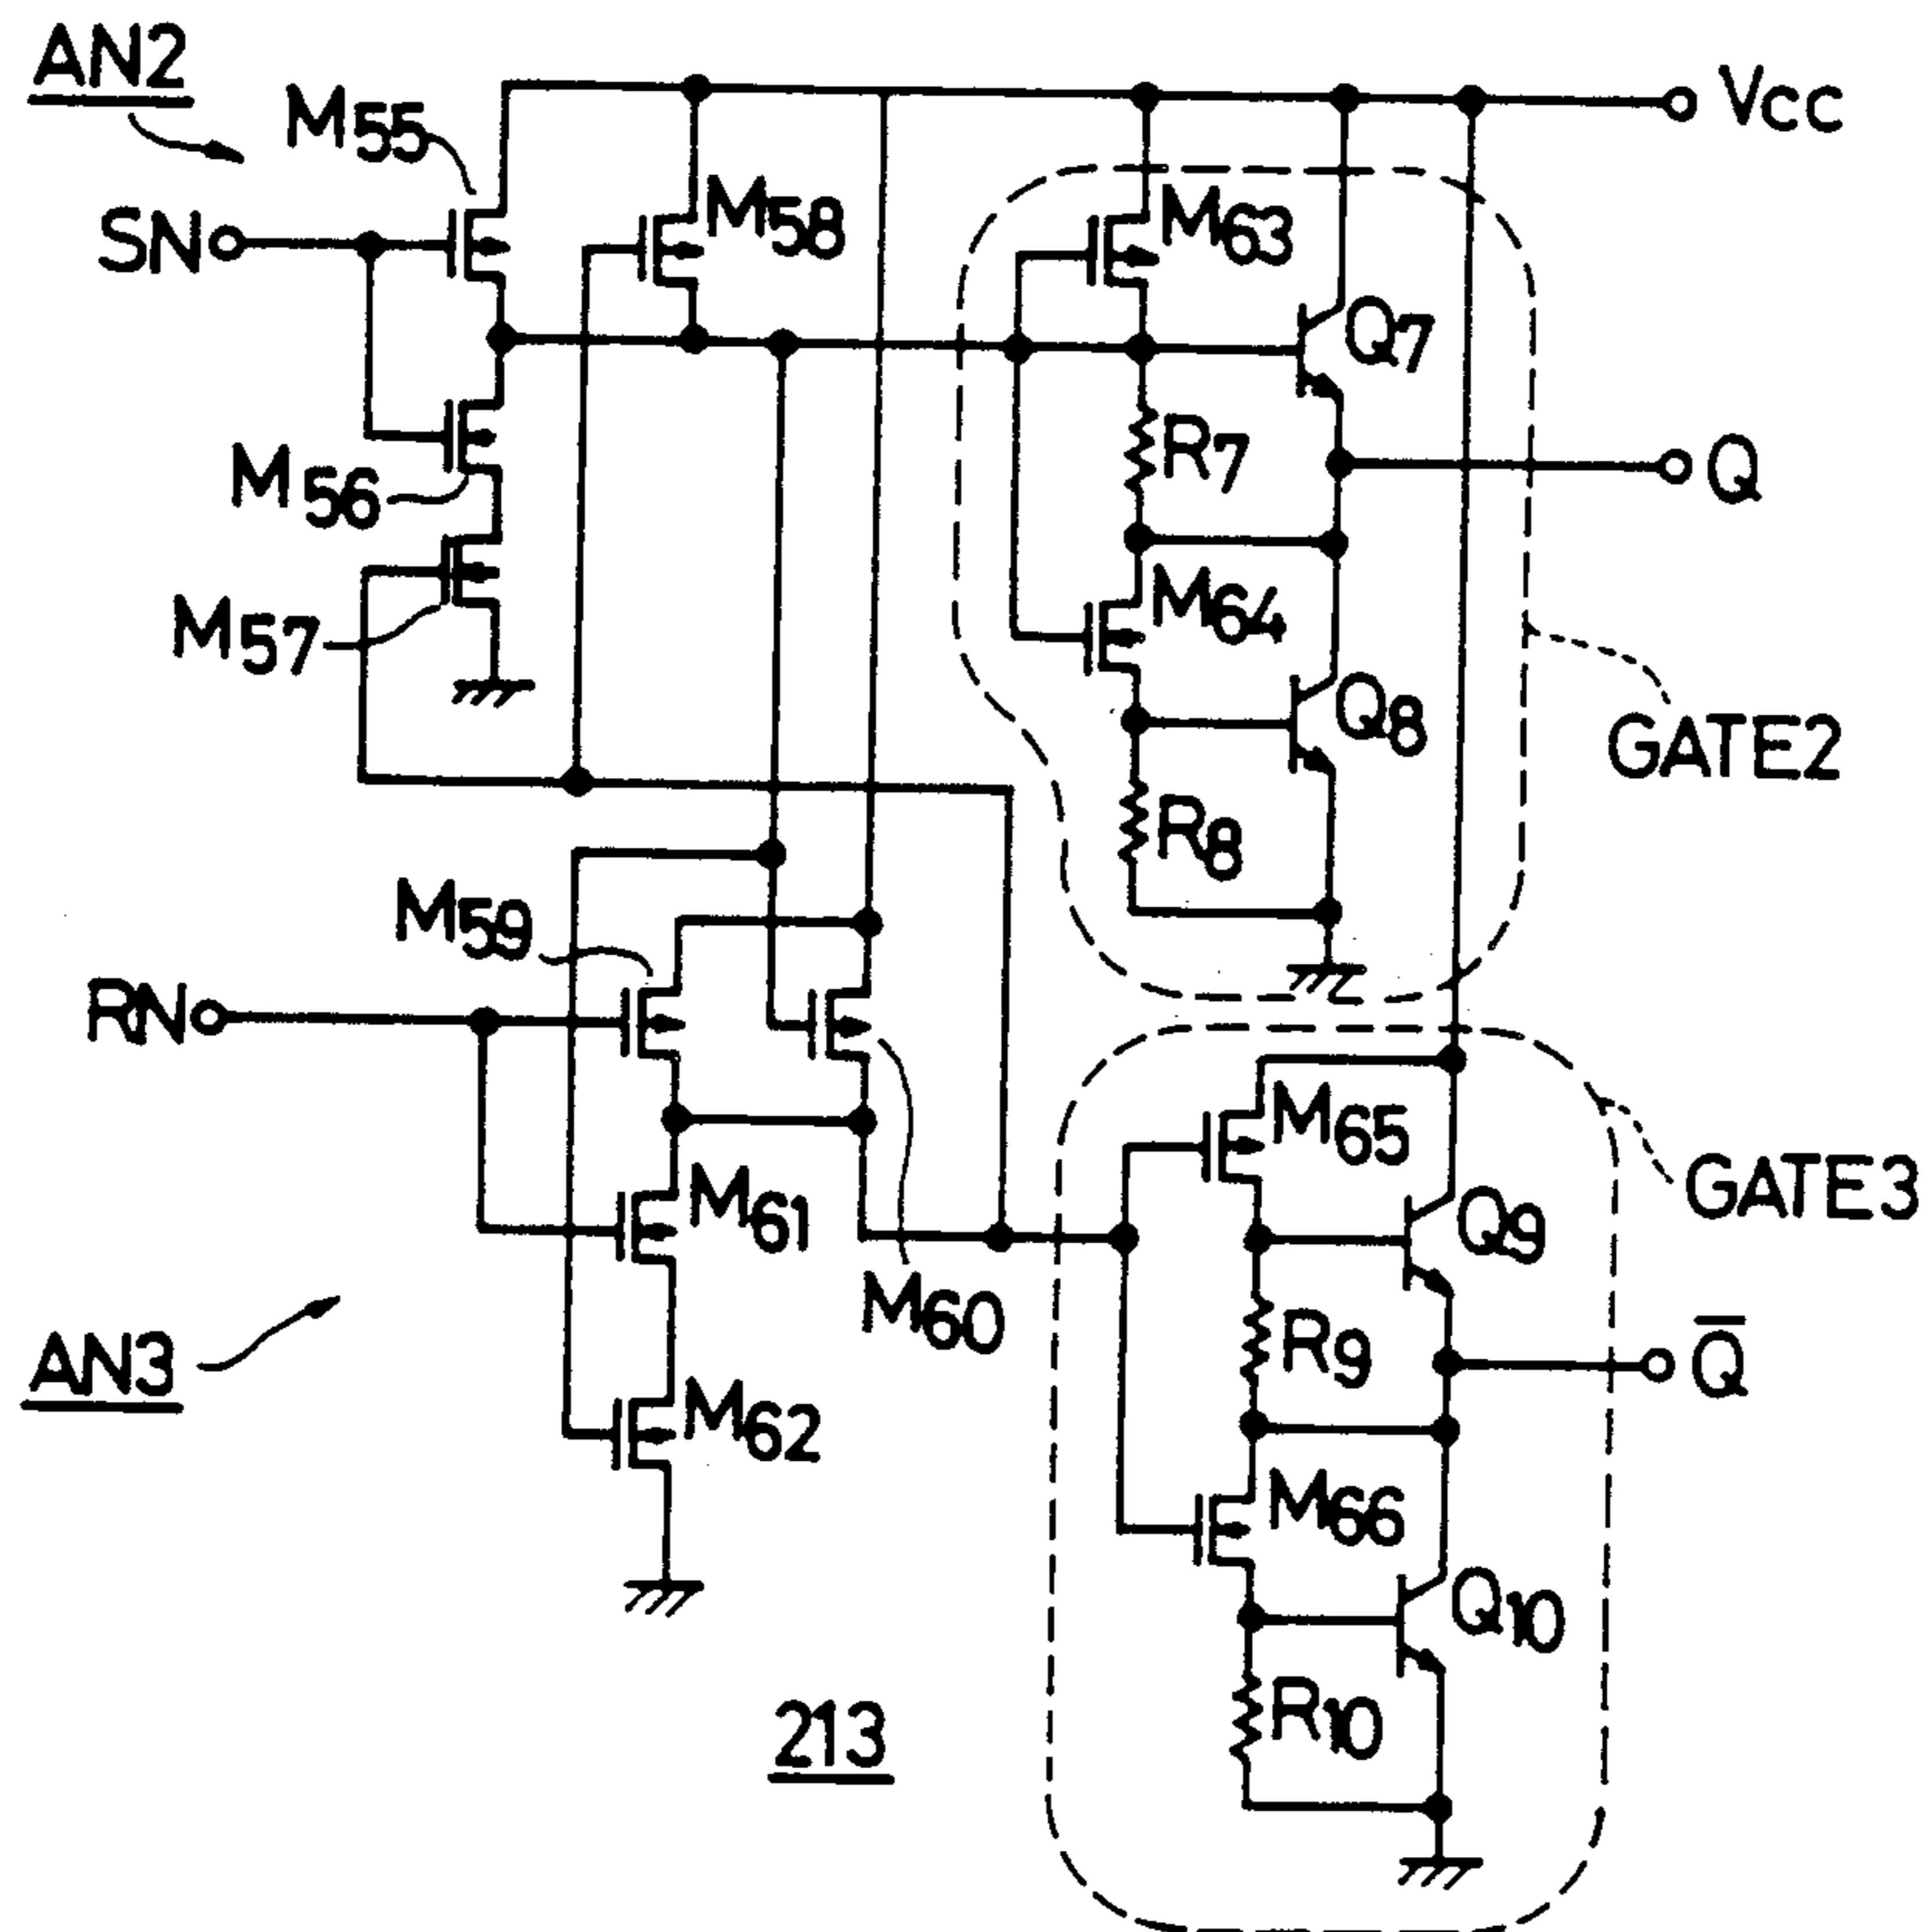 AN2
M55
Vcc
SN
M58
M63
Q7
R7
Q
M56
M64
M57
Q8
GATE2
R8
M59
RN
M65
GATE3
M61
Q9
M60
R9
Q̅
AN3
M62
M66
Q10
R10
213